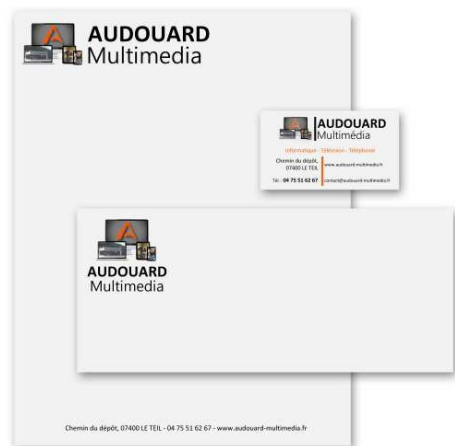 AUDOUARD
Multimedia
AUDOUARD
Multimédia
Informatique - Télévision - Téléphonie
Chemin du dépôt,
07400 LE TEIL
www.audouard-multimedia.fr
Tél : 04 75 51 62 67
contact@audouard-multimedia.fr
AUDOUARD
Multimedia
Chemin du dépôt, 07400 LE TEIL - 04 75 51 62 67 - www.audouard-multimedia.fr